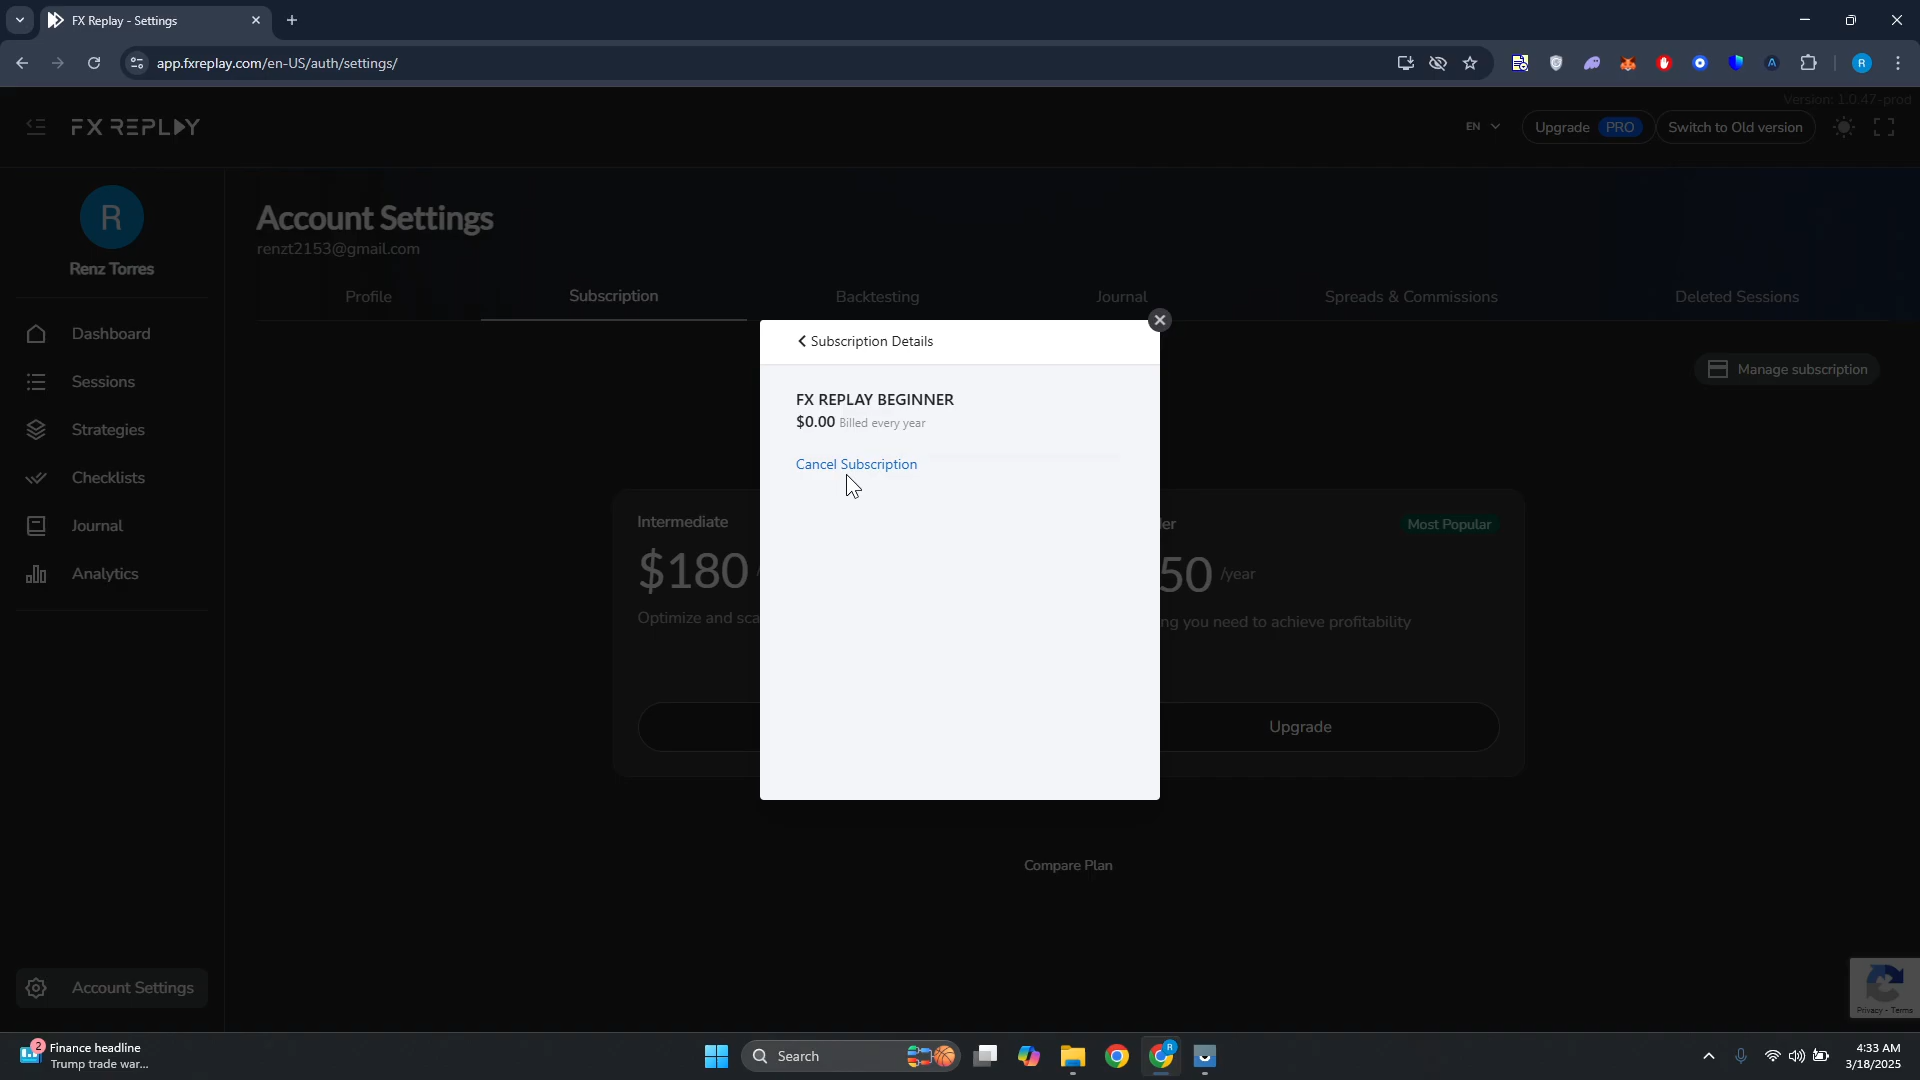 FX Replay - Settings
app.fxreplay.com/en-US/auth/settings/
R
Version: 1.0.47-prod
FX REPLAY
EN
Upgrade PRO
Switch to Old version
R
Renz Torres
Account Settings
renzt2153@gmail.com
Profile
Subscription
Backtesting
Journal
Spreads & Commissions
Deleted Sessions
Dashboard
Sessions
Strategies
Checklists
Journal
Analytics
Account Settings
Manage subscription
Subscription Details
FX REPLAY BEGINNER
$0.00 Billed every year
Cancel Subscription
Intermediate
$180
Optimize and sca
er
Most Popular
50 /year
ng you need to achieve profitability
Upgrade
Compare Plan
Privacy - Terms
2
Finance headline
Trump trade war...
Search
R
4:33 AM
3/18/2025